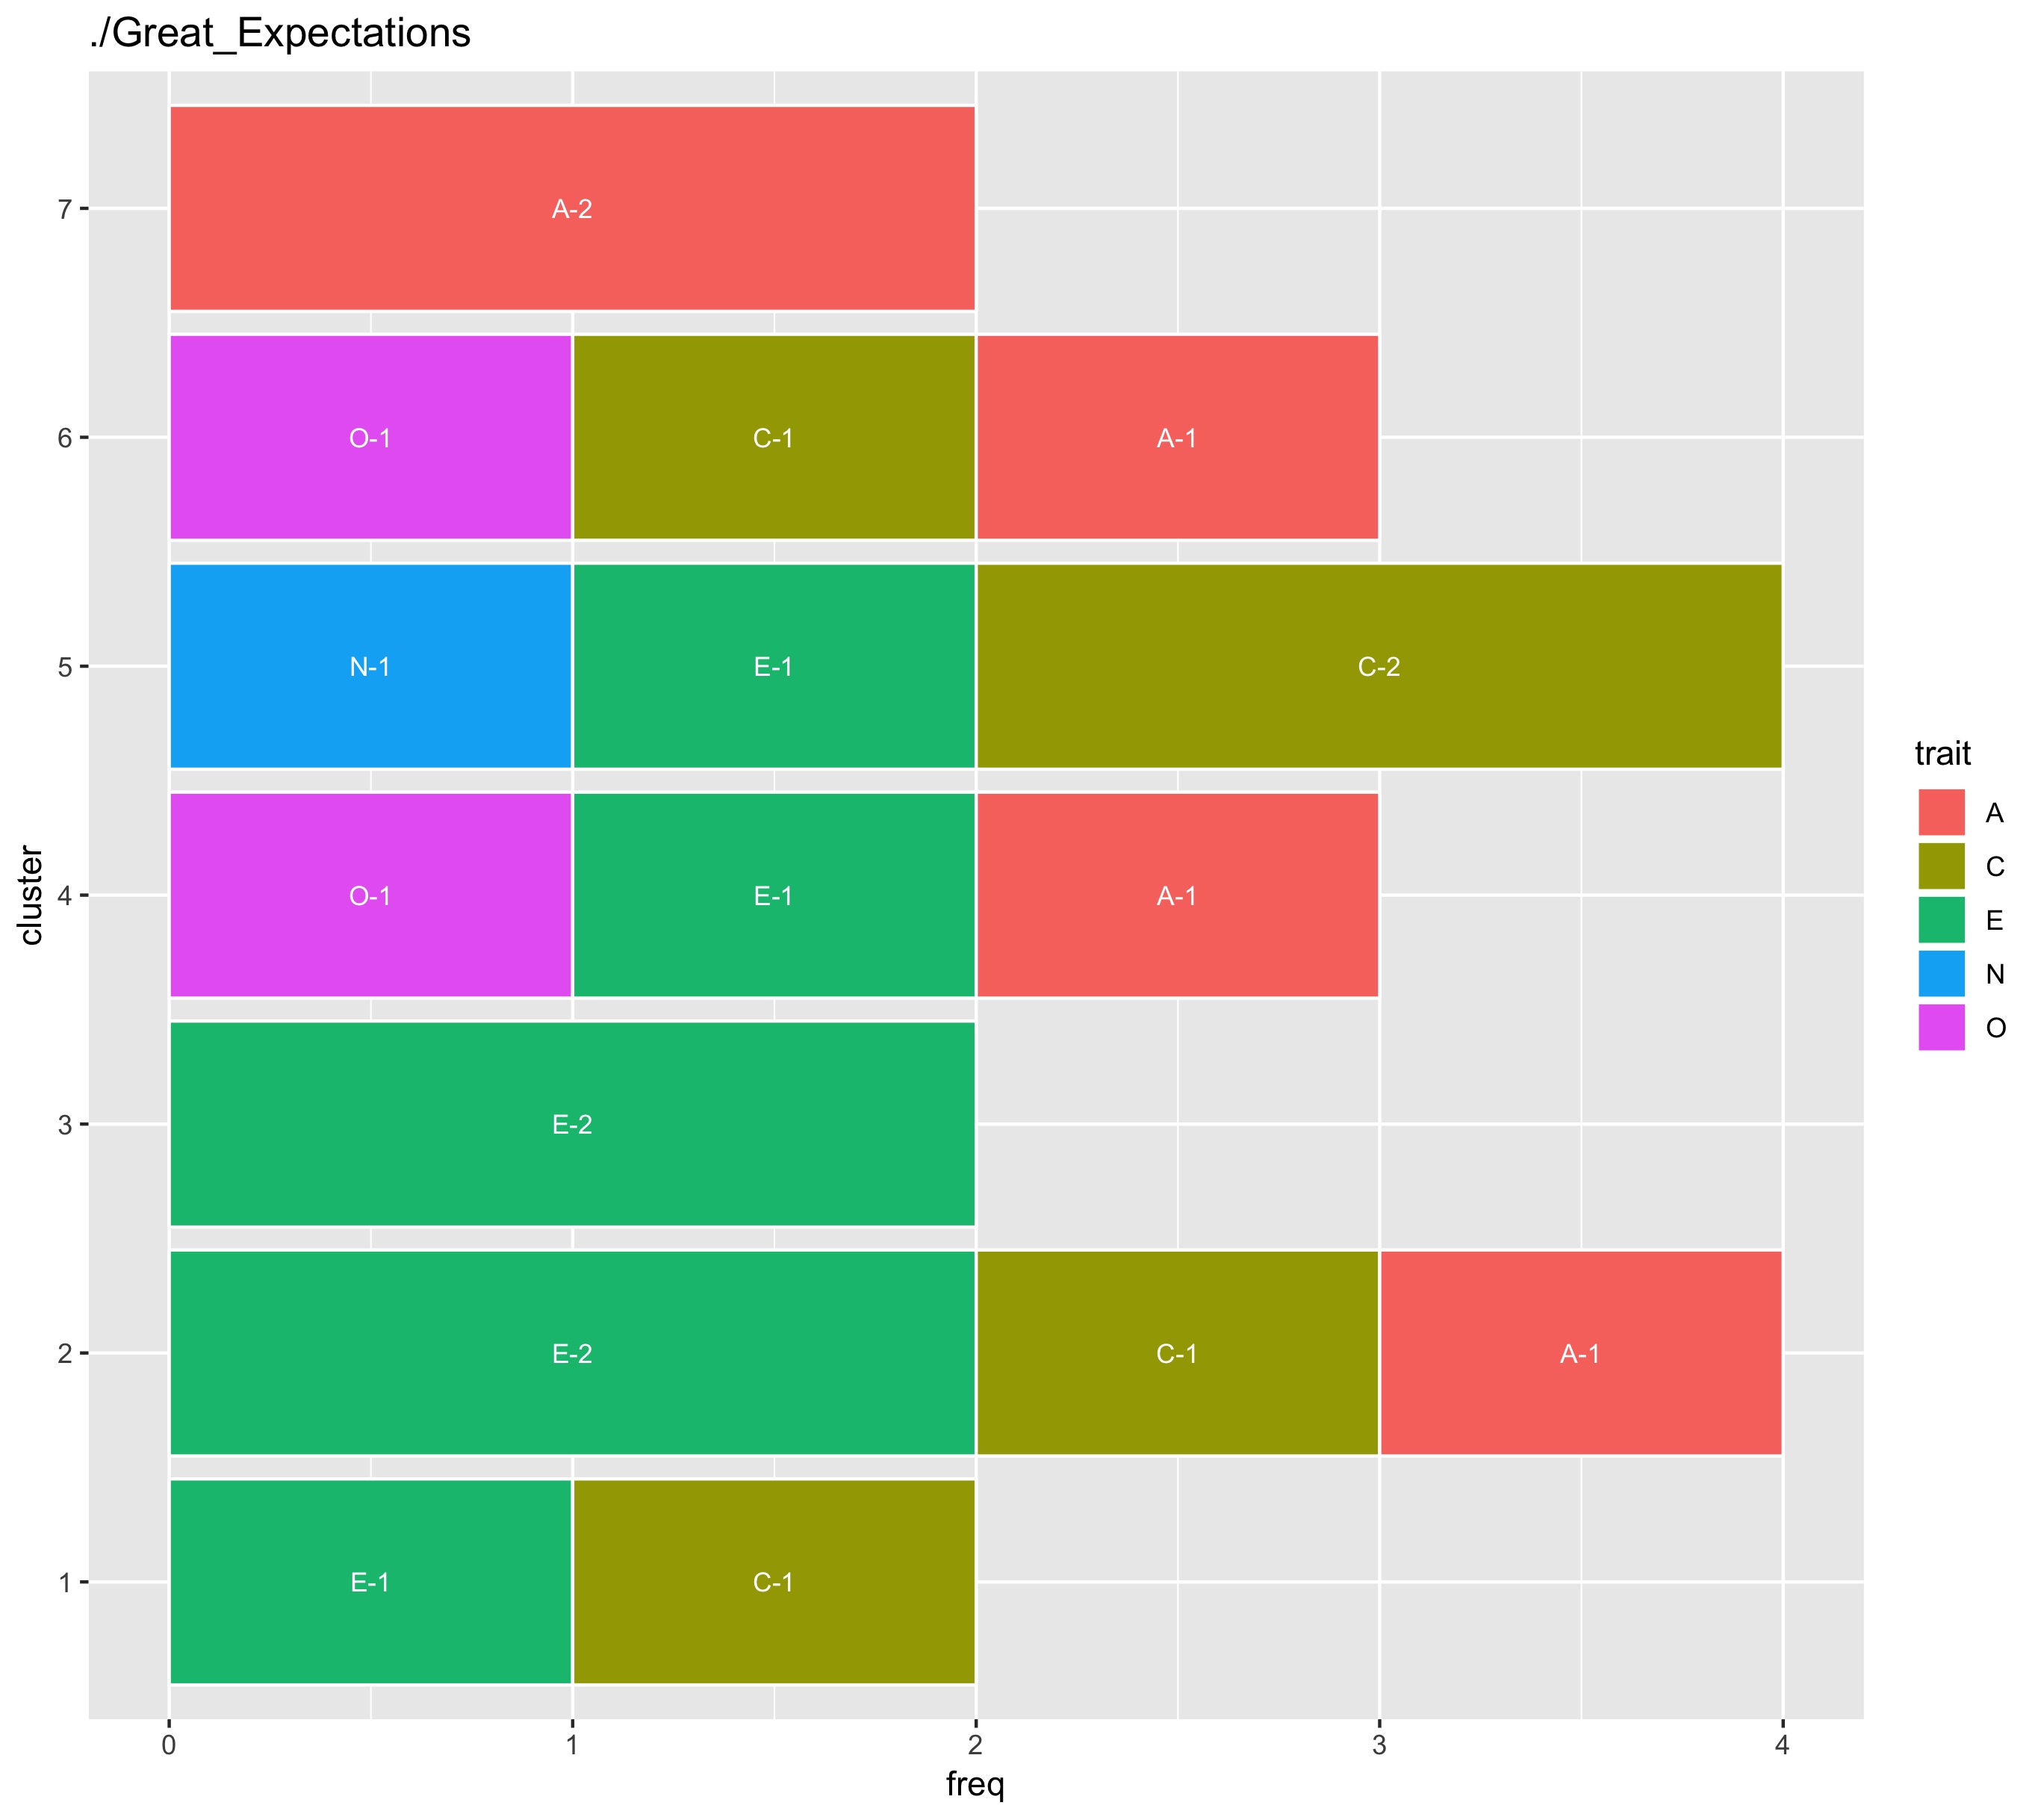 ./Great_Expectations
7
A-2
6
O-1 C-1 A-1
5
N-1 E-1 C-2
4
O-1 E-1 A-1
3
E-2
2
E-2 C-1 A-1
1
E-1 C-1
0 1 2 3 4
freq
cluster
trait
A
C
E
N
O